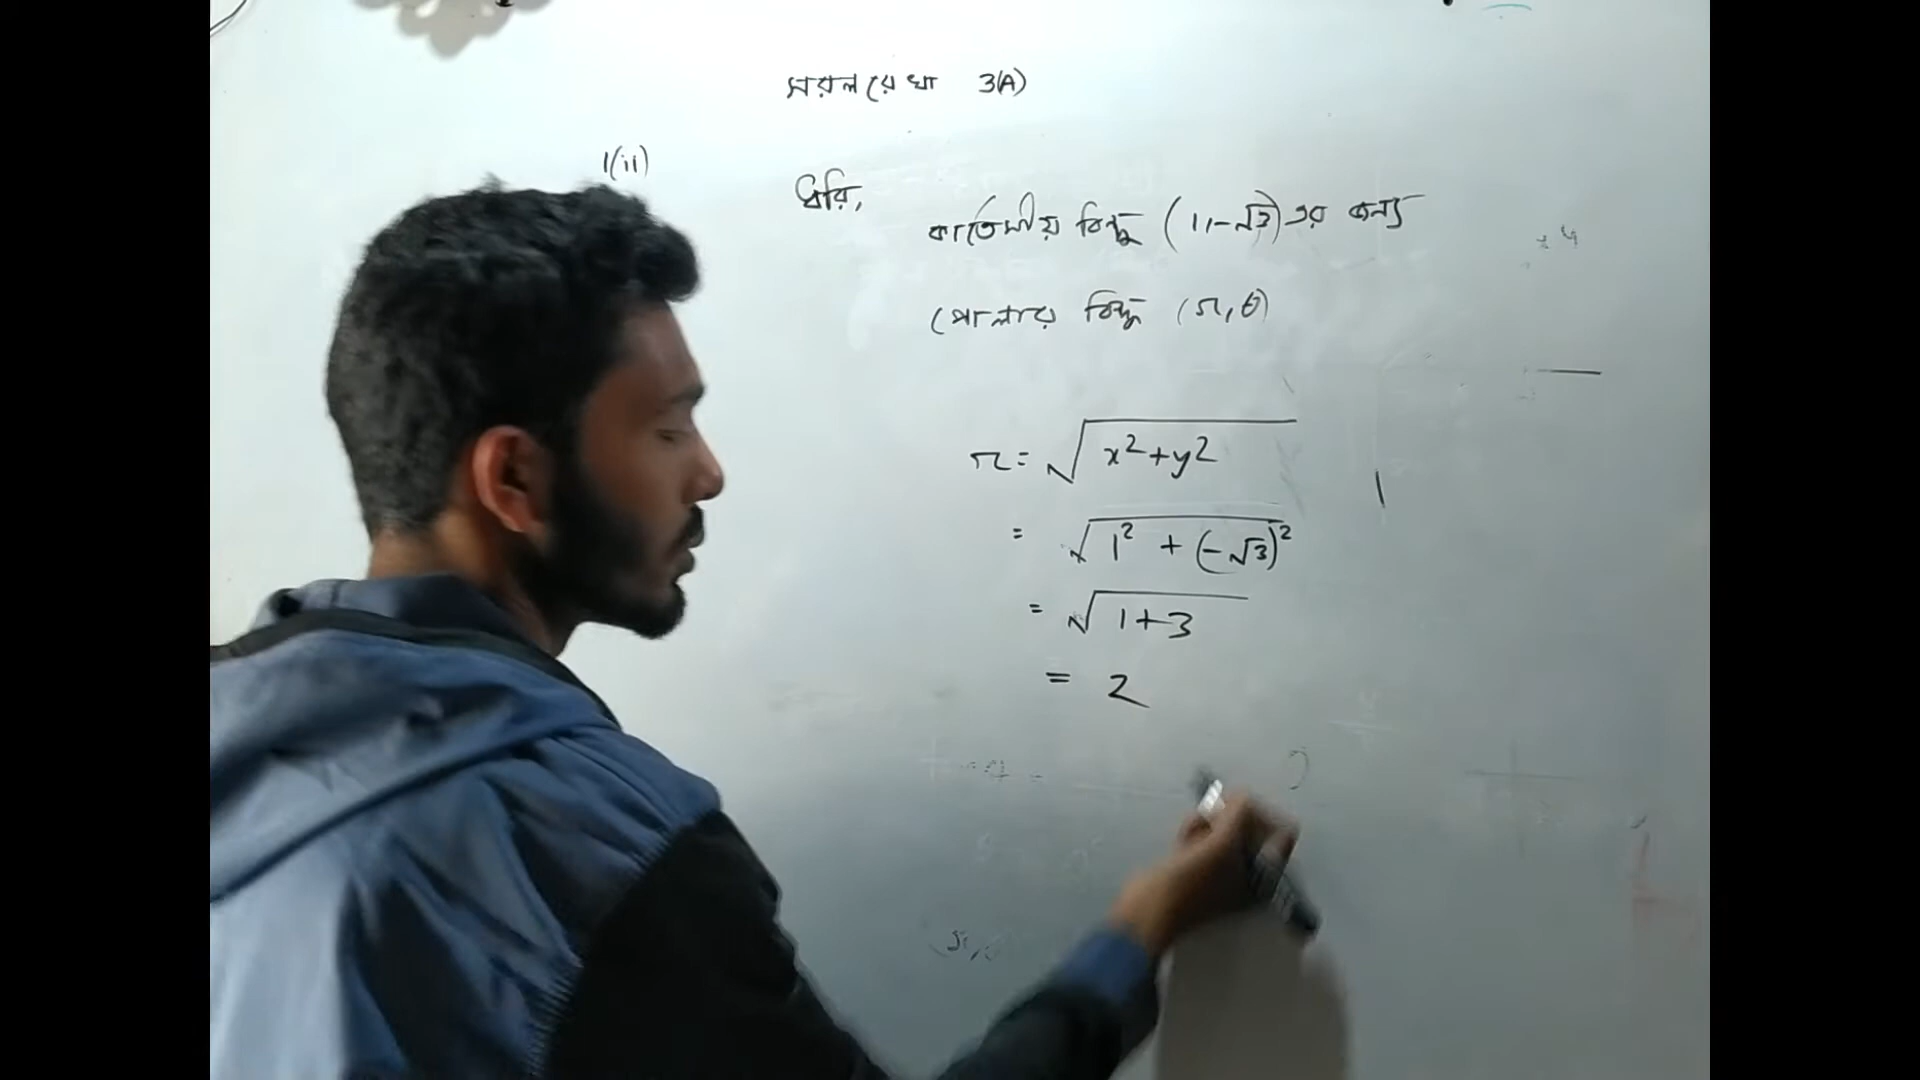 সরলরেখা 3(A)
1(ii)
ধরি,
কার্তেসীয় বিন্দু (1,-√3) এর জন্য
পোলার বিন্দু (r, θ)
r = √x²+y²
= √1² + (-√3)²
= √1+3
= 2